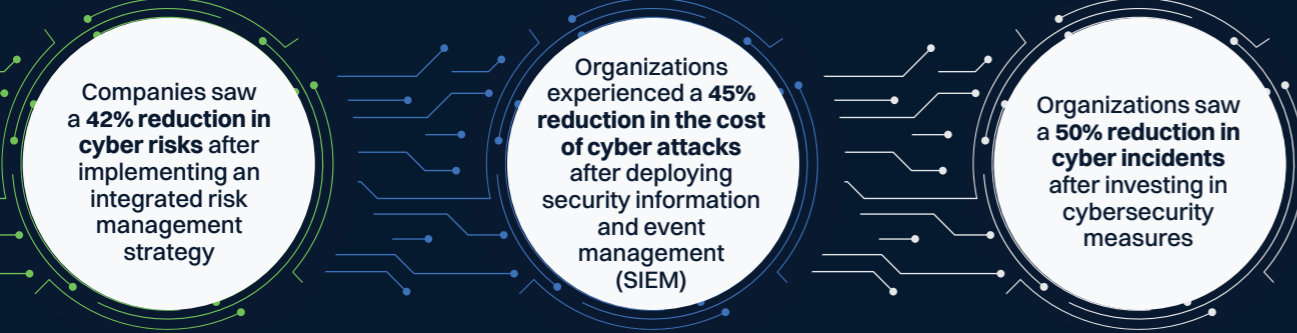 Companies saw
a 42% reduction in
cyber risks after
implementing an
integrated risk
management
strategy
Organizations
experienced a 45%
reduction in the cost
of cyber attacks
after deploying
security information
and event
management
(SIEM)
Organizations saw
a 50% reduction in
cyber incidents
after investing in
cybersecurity
measures